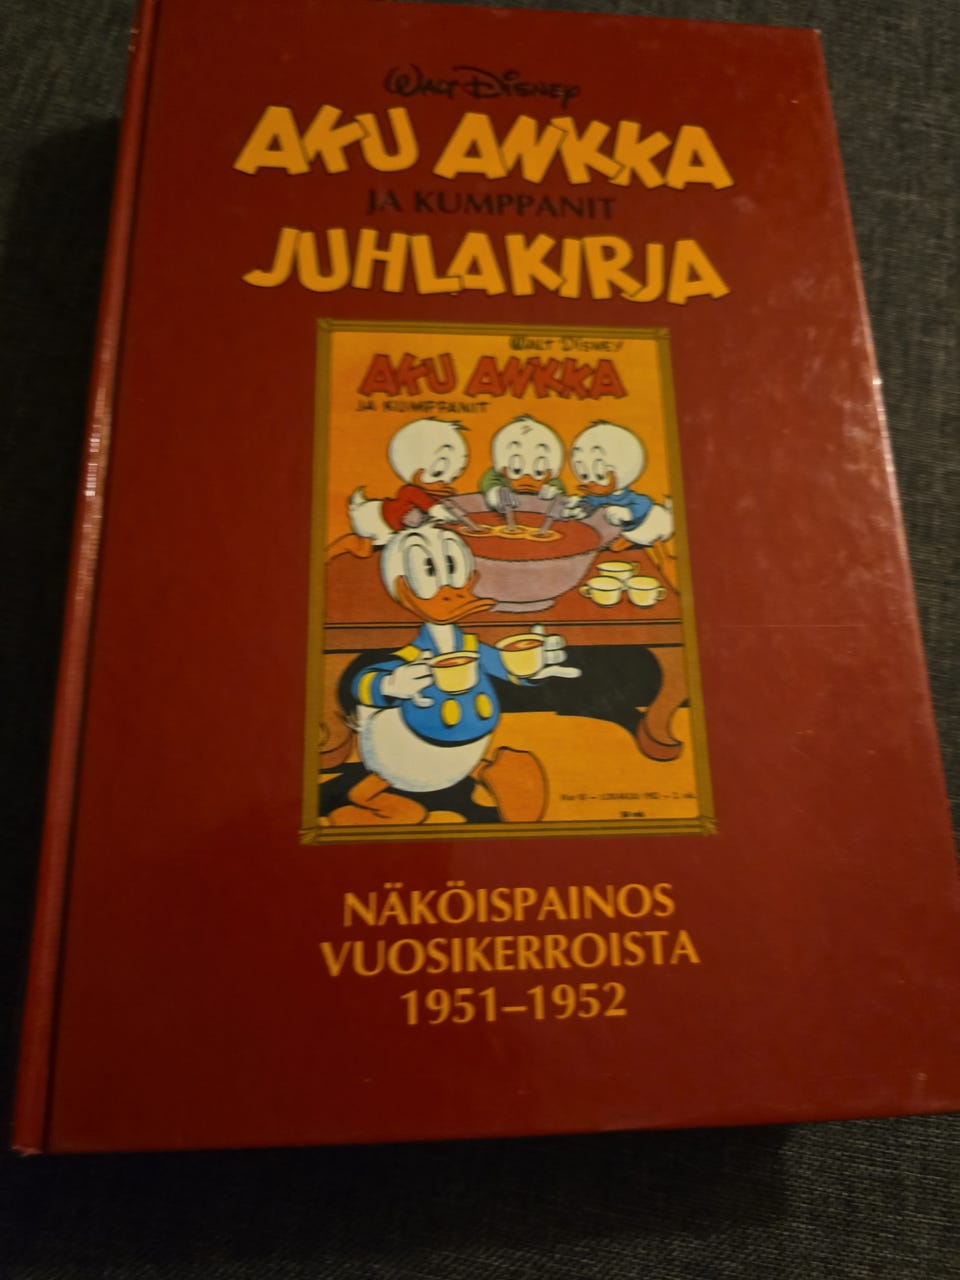 WALT DISNEY
AKU ANKKA
JA KUMPPANIT
JUHLAKIRJA
WALT DISNEY
AKU ANKKA
JA KUMPPANIT
NÄKÖISPAINOS
VUOSIKERROISTA
1951–1952